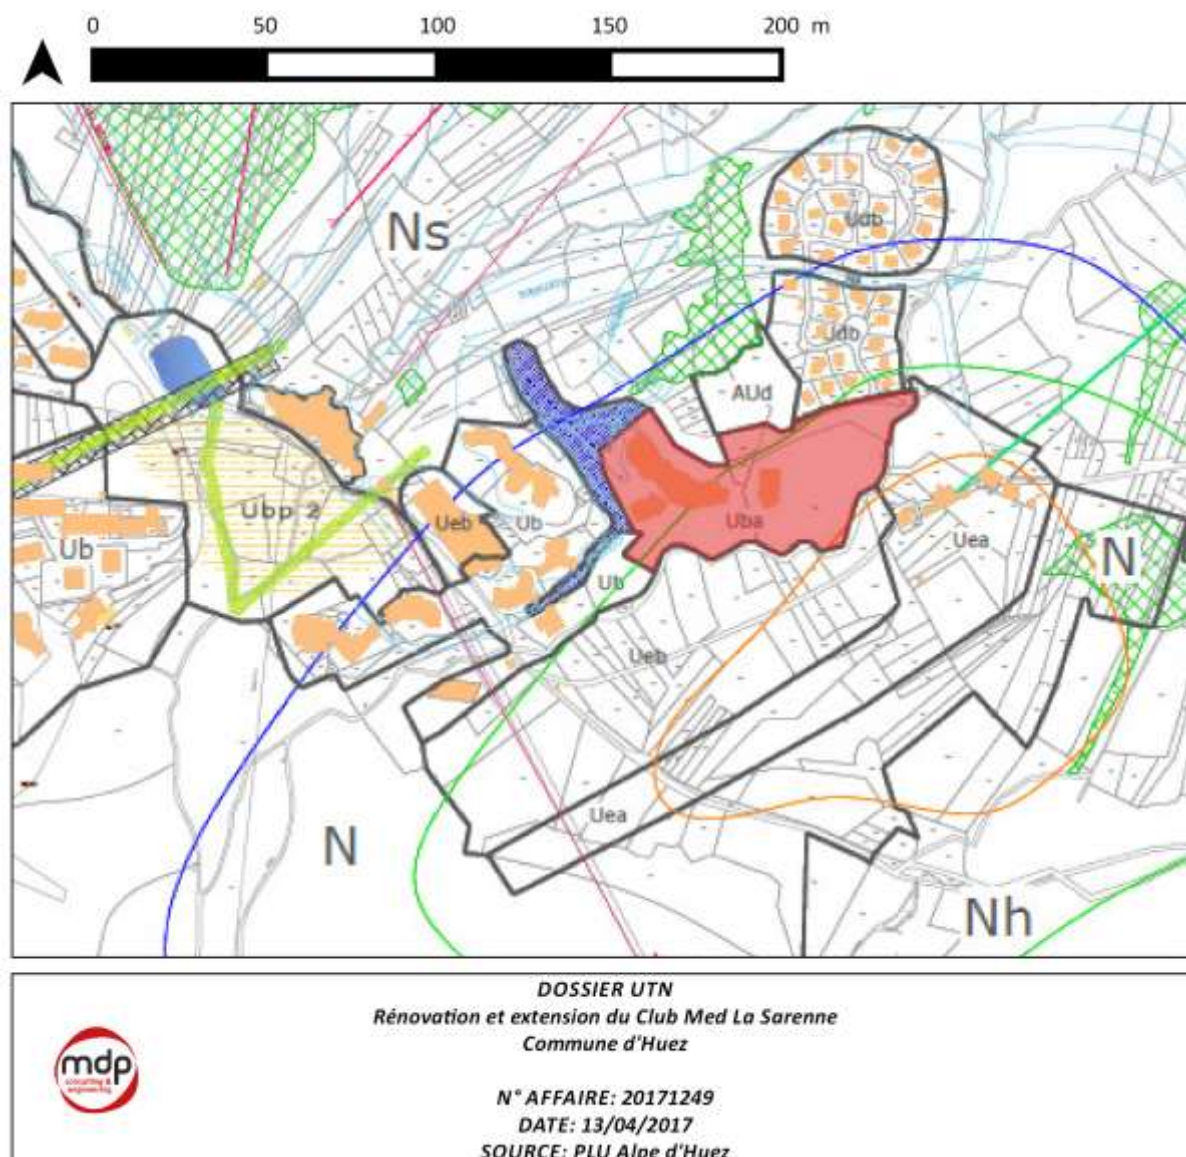 0 50 100 150 200 m
Ns
Udb
Udb
AUd
Ubp 2
Ueb
Ub
Uba
Uea
N
Ub
Ub
Ueb
Uea
N
Nh
DOSSIER UTN
Rénovation et extension du Club Med La Sarenne
Commune d'Huez
mdp
consulting &
engineering
N° AFFAIRE: 20171249
DATE: 13/04/2017
SOURCE: PLU Alpe d'Huez